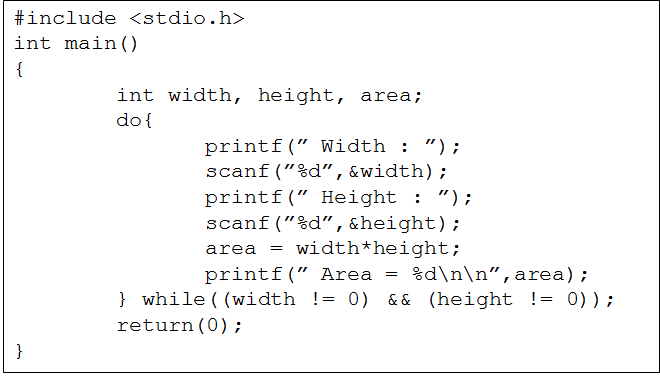 #include <stdio.h>
int main()
{
int width, height, area;
do{
printf(” Width : ”);
scanf(”%d”,&width);
printf(” Height : ”);
scanf(”%d”,&height);
area = width*height;
printf(” Area = %d\n\n”,area);
} while((width != 0) && (height != 0));
return(0);
}